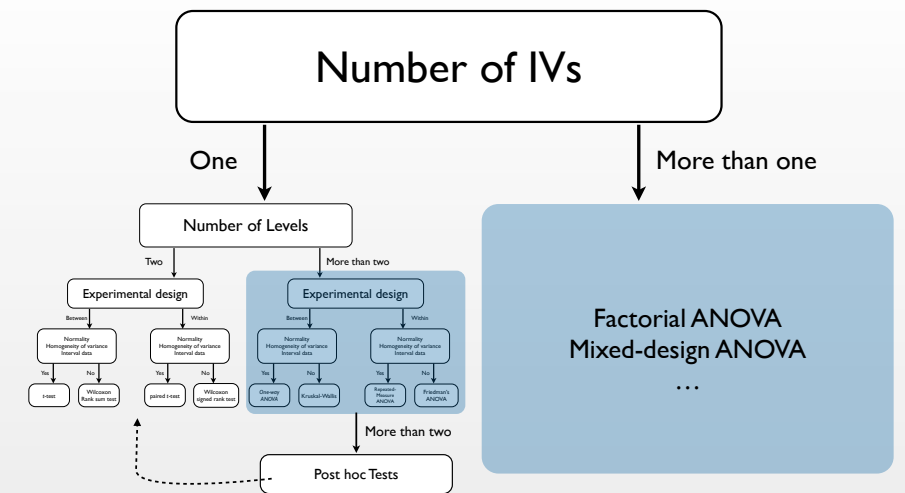 Number of IVs
One
More than one
Number of Levels
Two
More than two
Experimental design
Experimental design
Between
Within
Between
Within
Normality
Homogeneity of variance
Interval data
Normality
Homogeneity of variance
Interval data
Normality
Homogeneity of variance
Interval data
Normality
Homogeneity of variance
Interval data
Yes
No
Yes
No
Yes
No
Yes
No
t-test
Wilcoxon
Rank sum test
paired t-test
Wilcoxon
signed rank test
One-way
ANOVA
Kruskal-Wallis
Repeated-
Measure
ANOVA
Friedman's
ANOVA
Factorial ANOVA
Mixed-design ANOVA
…
More than two
Post hoc Tests